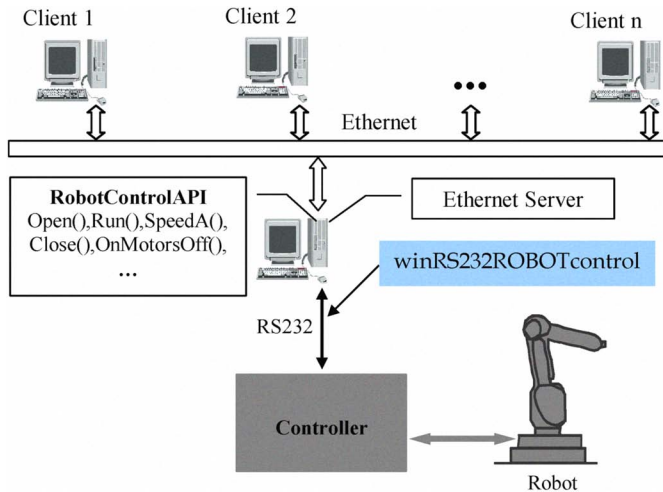 Client 1
Client 2
Client n
•••
Ethernet
RobotControlAPI
Open(),Run(),SpeedA(),
Close(),OnMotorsOff(),
...
Ethernet Server
winRS232ROBOTcontrol
RS232
Controller
Robot